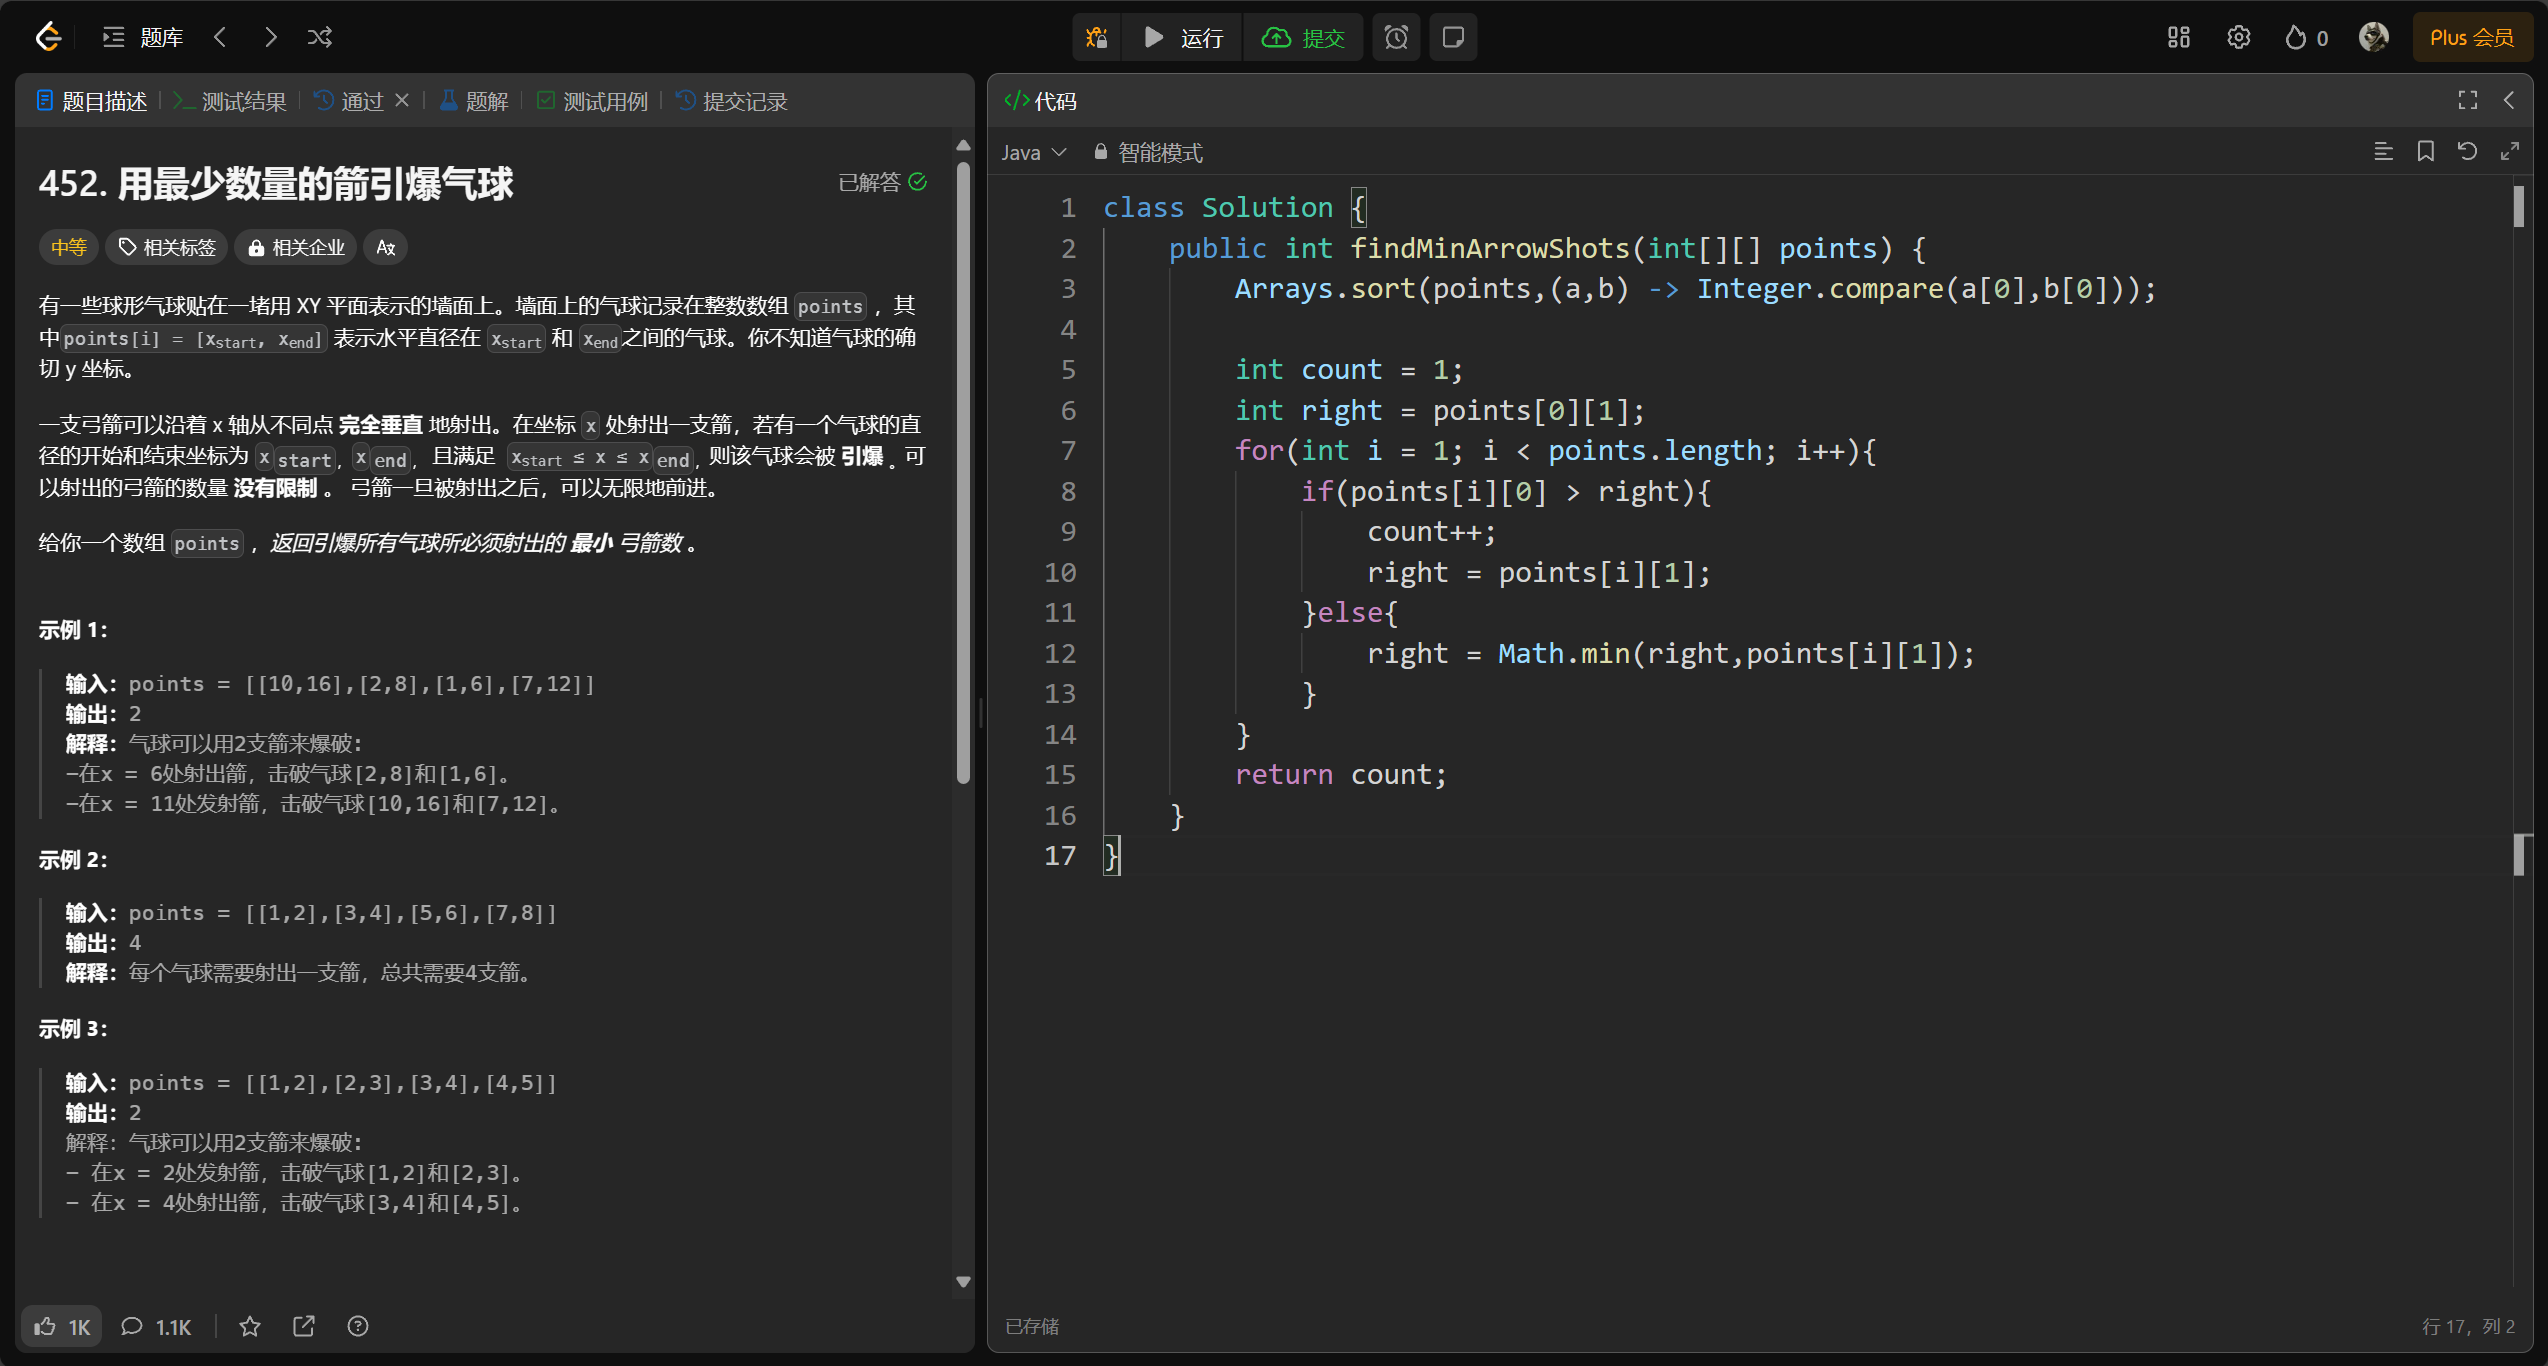 题库
运行
提交
0
Plus 会员
题目描述 测试结果 通过 题解 测试用例 提交记录
452. 用最少数量的箭引爆气球
已解答
中等 相关标签 相关企业
有一些球形气球贴在一堵用 XY 平面表示的墙面上。墙面上的气球记录在整数数组 points ，其
中points[i] = [xstart, xend] 表示水平直径在 xstart 和 xend之间的气球。你不知道气球的确
切 y 坐标。
一支弓箭可以沿着 x 轴从不同点 完全垂直 地射出。在坐标 x 处射出一支箭，若有一个气球的直
径的开始和结束坐标为 xstart，xend， 且满足 xstart ≤ x ≤ xend，则该气球会被 引爆 。可
以射出的弓箭的数量 没有限制 。 弓箭一旦被射出之后，可以无限地前进。
给你一个数组 points ，返回引爆所有气球所必须射出的 最小 弓箭数 。
示例 1：
输入：points = [[10,16],[2,8],[1,6],[7,12]]
输出：2
解释：气球可以用2支箭来爆破:
-在x = 6处射出箭，击破气球[2,8]和[1,6]。
-在x = 11处发射箭，击破气球[10,16]和[7,12]。
示例 2：
输入：points = [[1,2],[3,4],[5,6],[7,8]]
输出：4
解释：每个气球需要射出一支箭，总共需要4支箭。
示例 3：
输入：points = [[1,2],[2,3],[3,4],[4,5]]
输出：2
解释：气球可以用2支箭来爆破:
- 在x = 2处发射箭，击破气球[1,2]和[2,3]。
- 在x = 4处射出箭，击破气球[3,4]和[4,5]。
1K 1.1K
</> 代码
Java 智能模式
1 class Solution {
2     public int findMinArrowShots(int[][] points) {
3         Arrays.sort(points,(a,b) -> Integer.compare(a[0],b[0]));
4
5         int count = 1;
6         int right = points[0][1];
7         for(int i = 1; i < points.length; i++){
8             if(points[i][0] > right){
9                 count++;
10                 right = points[i][1];
11             }else{
12                 right = Math.min(right,points[i][1]);
13             }
14         }
15         return count;
16     }
17 }
已存储
行 17，列 2